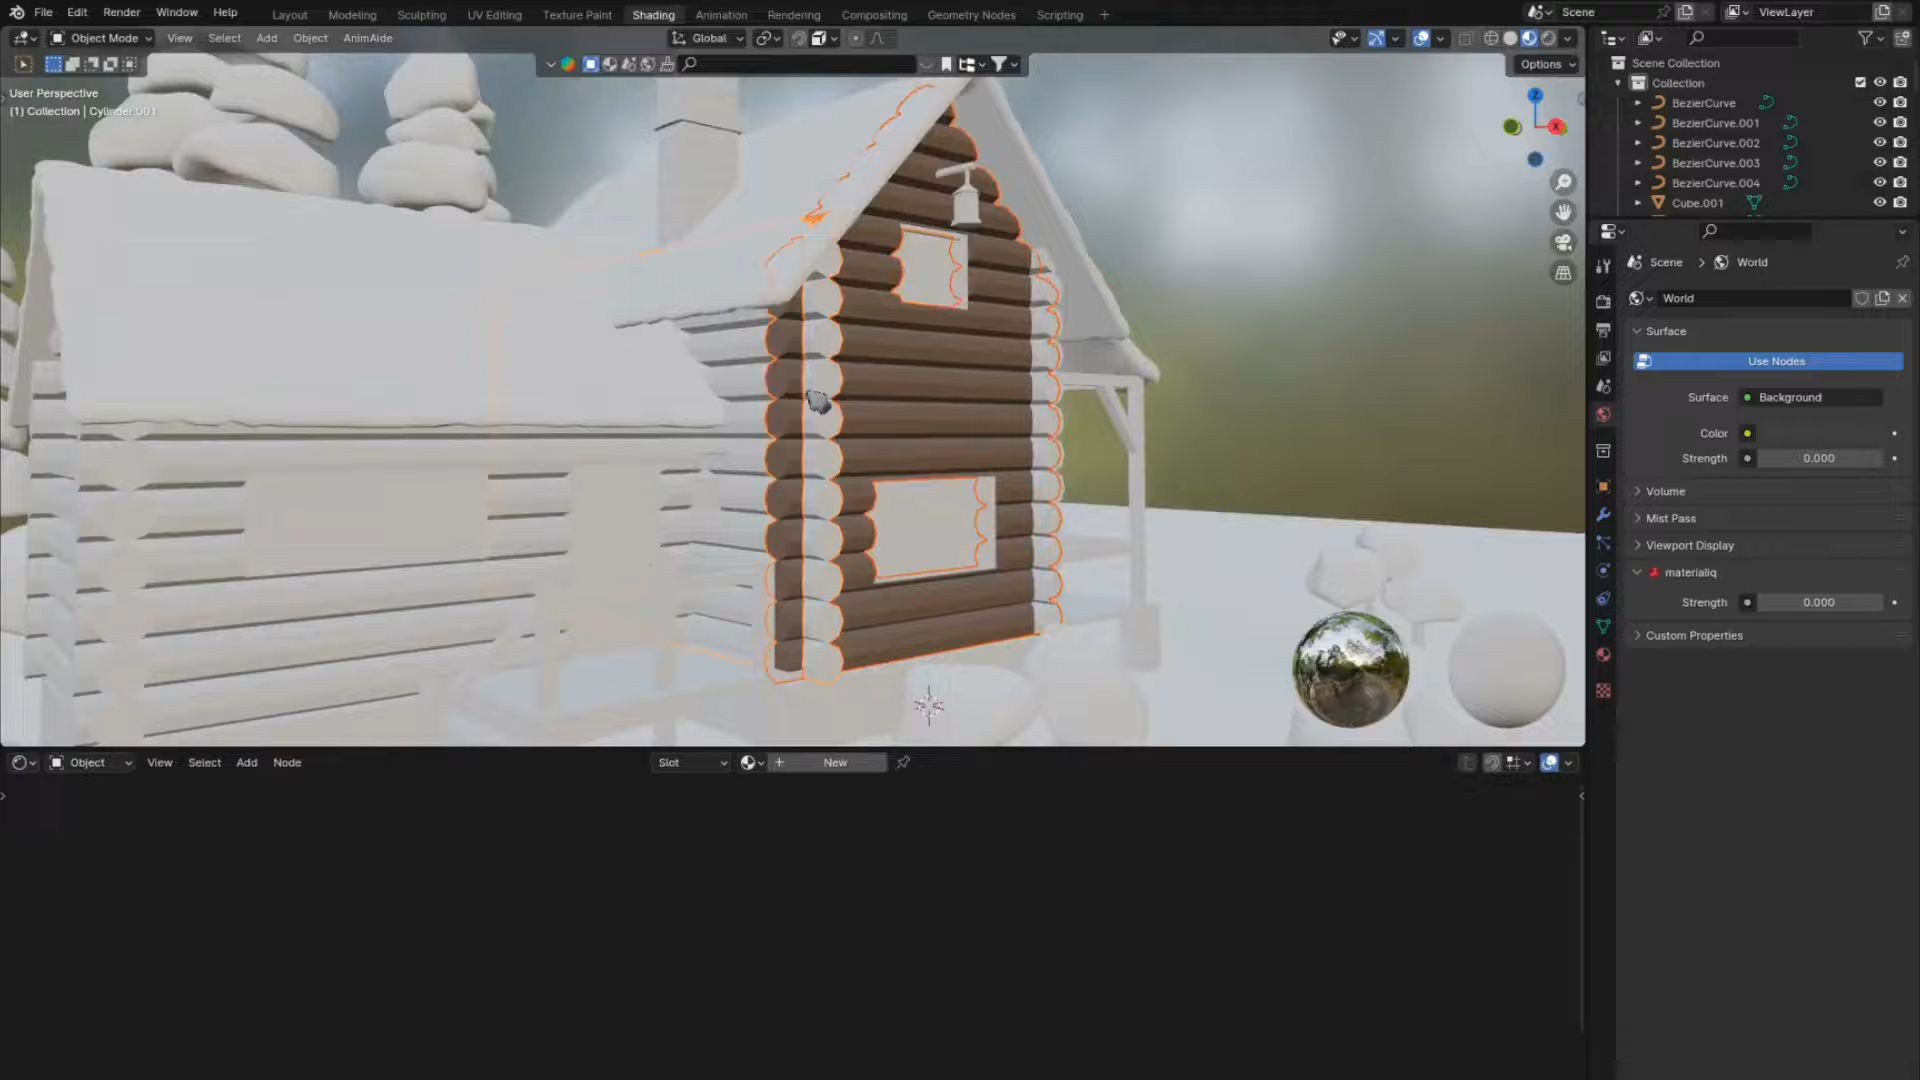 File Edit Render Window Help Layout Modeling Sculpting UV Editing Texture Paint Shading Animation Rendering Compositing Geometry Nodes Scripting + Scene ViewLayer
Object Mode View Select Add Object AnimAide Global
Options
User Perspective
(1) Collection | Cylinder.001
Scene Collection
Collection
BezierCurve
BezierCurve.001
BezierCurve.002
BezierCurve.003
BezierCurve.004
Cube.001
Z
X
Scene World
World
Surface
Use Nodes
Surface Background
Color
Strength 0.000
Volume
Mist Pass
Viewport Display
materialiq
Strength 0.000
Custom Properties
Object View Select Add Node Slot + New